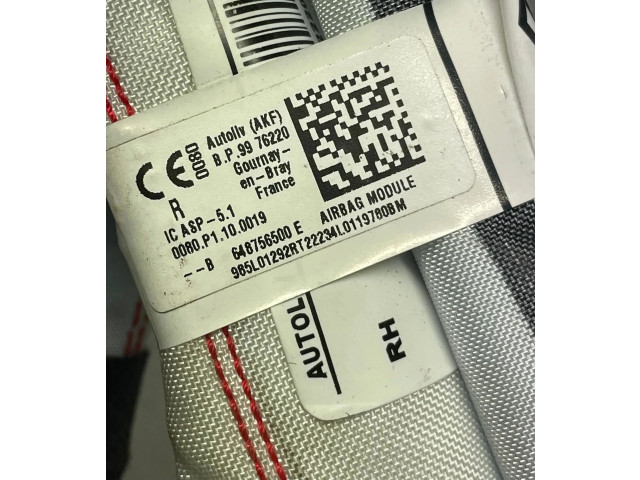 CE 0080
Autoliv (AKF)
B.P.99 76220
Gournay-
en-Bray
France
R
IC ASP-5.1
0080.P1.10.0019
--B 648756500 E AIRBAG MODULE
985L01292RT22234L01197808M
AUTOL
RH